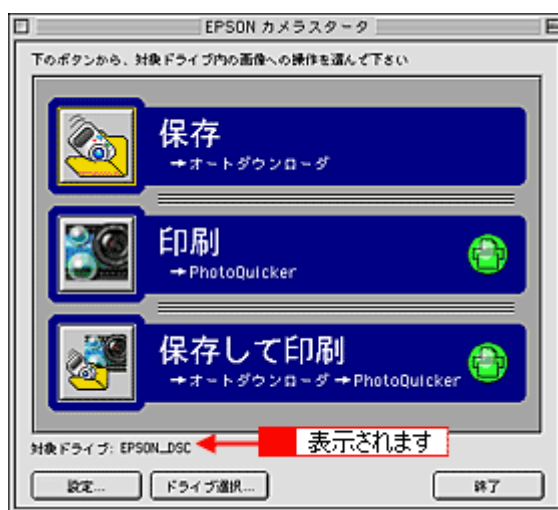 EPSON カメラスタータ
下のボタンから、対象ドライブ内の画像への操作を選んで下さい
保存
→オートダウンローダ
印刷
→PhotoQuicker
保存して印刷
→オートダウンローダ→PhotoQuicker
対象ドライブ: EPSON_DSC
表示されます
設定...
ドライブ選択...
終了